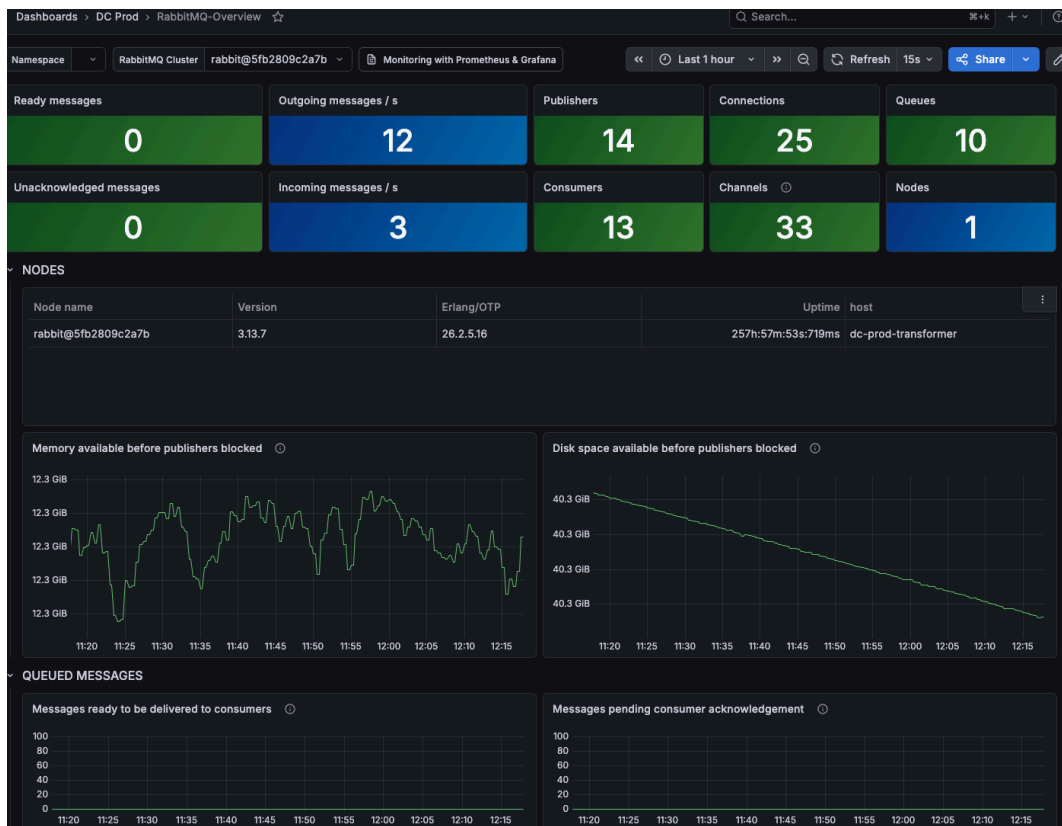 Dashboards > DC Prod > RabbitMQ-Overview
Search... ⌘+k
Namespace RabbitMQ Cluster rabbit@5fb2809c2a7b Monitoring with Prometheus & Grafana Last 1 hour Refresh 15s Share
Ready messages Outgoing messages / s Publishers Connections Queues
0 12 14 25 10
Unacknowledged messages Incoming messages / s Consumers Channels Nodes
0 3 13 33 1
NODES
Node name Version Erlang/OTP Uptime host
rabbit@5fb2809c2a7b 3.13.7 26.2.5.16 257h:57m:53s:719ms dc-prod-transformer
Memory available before publishers blocked
12.3 GiB
12.3 GiB
12.3 GiB
12.3 GiB
12.3 GiB
11:20 11:25 11:30 11:35 11:40 11:45 11:50 11:55 12:00 12:05 12:10 12:15
Disk space available before publishers blocked
40.3 GiB
40.3 GiB
40.3 GiB
40.3 GiB
11:20 11:25 11:30 11:35 11:40 11:45 11:50 11:55 12:00 12:05 12:10 12:15
QUEUED MESSAGES
Messages ready to be delivered to consumers
100
80
60
40
20
0
11:20 11:25 11:30 11:35 11:40 11:45 11:50 11:55 12:00 12:05 12:10 12:15
Messages pending consumer acknowledgement
100
80
60
40
20
0
11:20 11:25 11:30 11:35 11:40 11:45 11:50 11:55 12:00 12:05 12:10 12:15